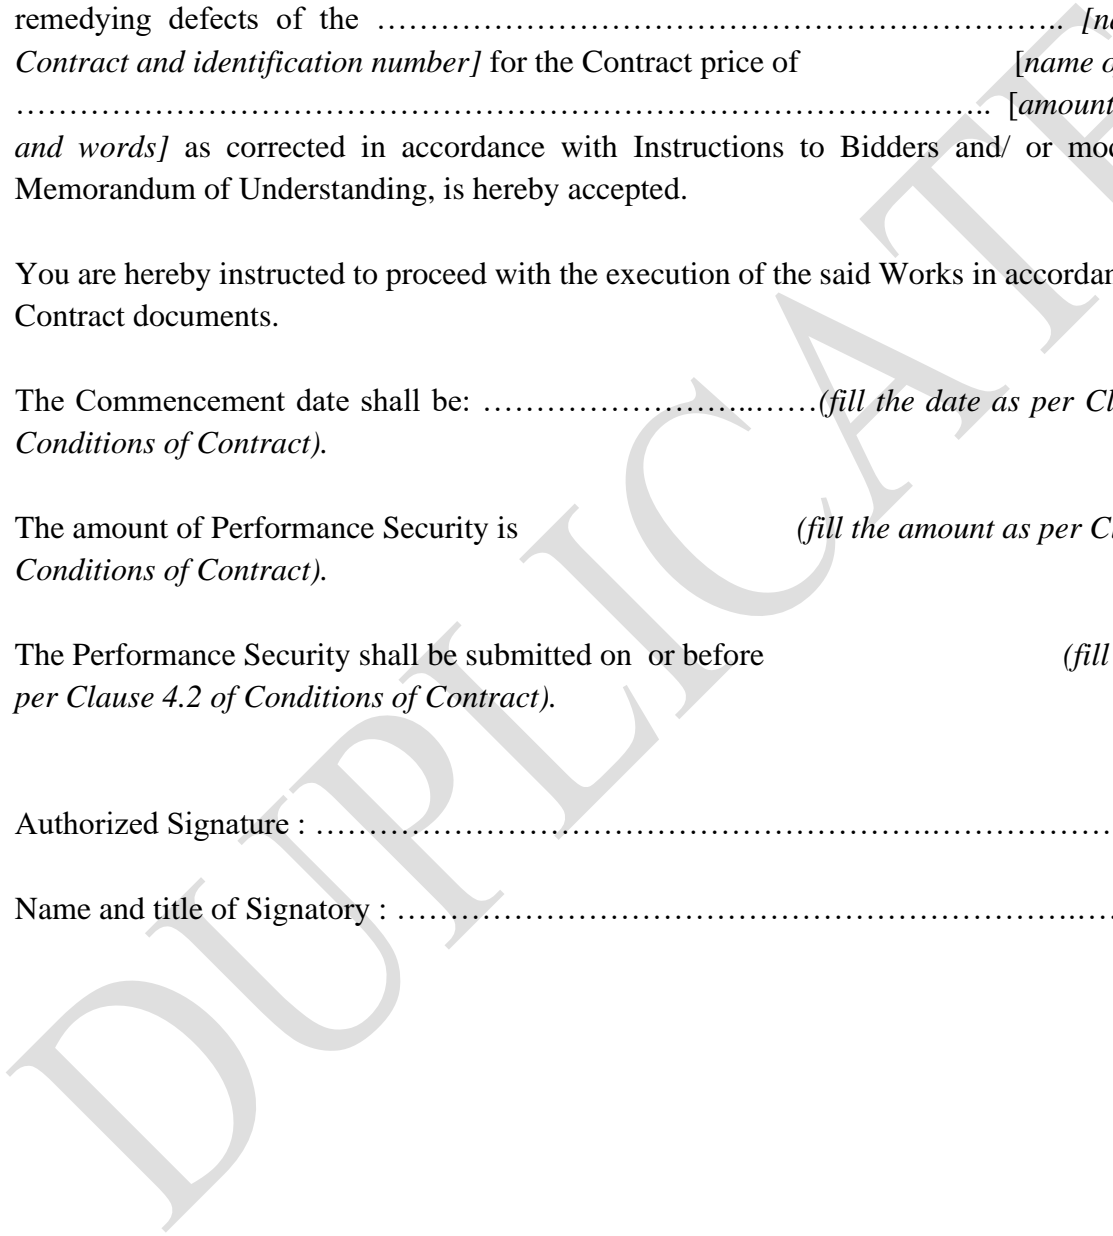 remedying defects of the ………………………………………………………. [n
Contract and identification number] for the Contract price of [name
………………………………………………………………………………. [amount
and words] as corrected in accordance with Instructions to Bidders and/ or
Memorandum of Understanding, is hereby accepted.
You are hereby instructed to proceed with the execution of the said Works in
Contract documents.
The Commencement date shall be: ……………………..……(fill the date as per
Conditions of Contract).
The amount of Performance Security is (fill the amount as per
Conditions of Contract).
The Performance Security shall be submitted on or before (fill
per Clause 4.2 of Conditions of Contract).
Authorized Signature : ………………………………………………….………………
Name and title of Signatory : ……………………………………………………….…
DUPLICATE